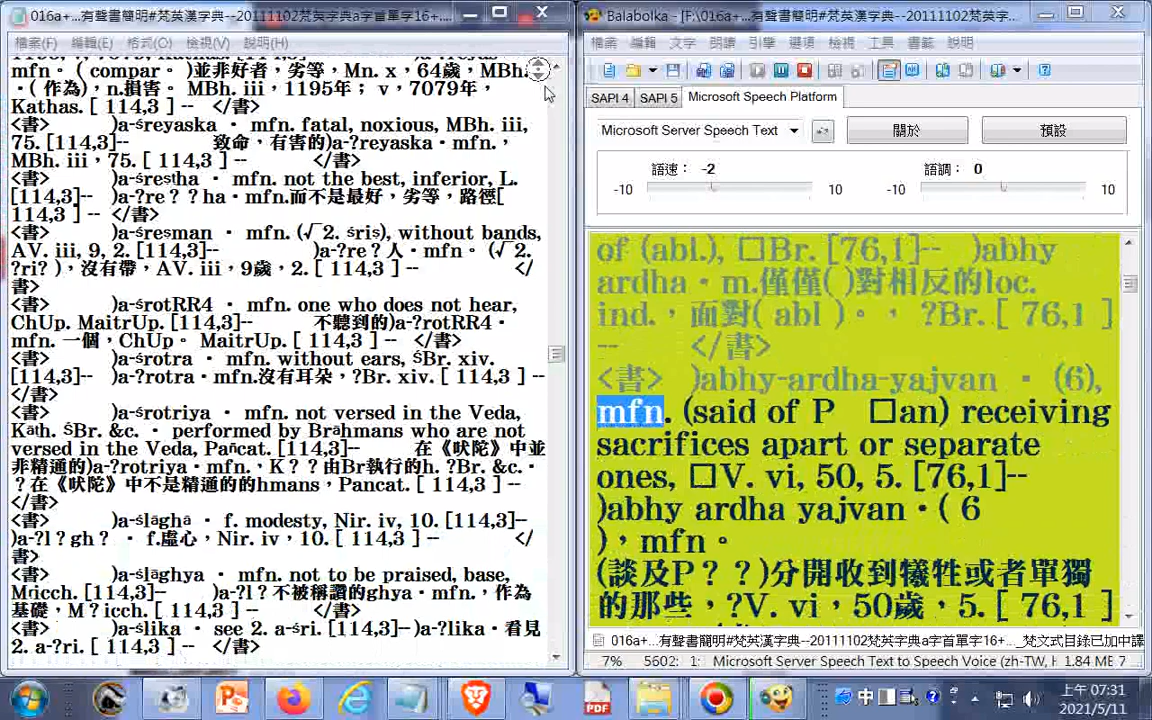 016a+...有聲書簡明#梵英漢字典--20111102梵英字典a字首單字16+...
檔案(F) 編輯(E) 格式(O) 檢視(V) 說明(H)
mfn。 ( compar。 )並非好者，劣等，Mn. x，64歲，MBh.
‧( 作為)，n.損害。 MBh. iii，1195年； v，7079年，
Kathas. [ 114,3 ] </書>
<書> )a-śreyaska ‧ mfn. fatal, noxious, MBh. iii,
75. [114,3]-- 致命，有害的)a-?reyaska‧mfn.，
MBh. iii，75. [ 114,3 ] -- </書>
<書> )a-śreṣṭha ‧ mfn. not the best, inferior, L.
[114,3]-- )a-?re？？ha‧mfn.而不是最好，劣等，路徑[
114,3 ] -- </書>
<書> )a-śreṣman ‧ mfn. (√2. śriṣ), without bands,
AV. iii, 9, 2. [114,3]-- )a-?re？人‧mfn。 (√2.
?ri? )，沒有帶，AV. iii，9歲，2. [ 114,3 ] -- </
書>
<書> )a-śrotRR4 ‧ mfn. one who does not hear,
ChUp. MaitrUp. [114,3]-- 不聽到的)a-?rotRR4‧
mfn. 一個，ChUp。 MaitrUp. [ 114,3 ] -- </書>
<書> )a-śrotra ‧ mfn. without ears, ŚBr. xiv.
[114,3]-- )a-?rotra‧mfn.沒有耳朵，?Br. xiv. [ 114,3 ] --
</書>
<書> )a-śrotriya ‧ mfn. not versed in the Veda,
Kāṭh. ŚBr. &c. ‧ performed by Brāhmans who are not
versed in the Veda, Pañcat. [114,3]-- 在《吠陀》中並
非精通的)a-?rotriya‧mfn.，K？？由Br執行的h. ?Br. &c.‧
？在《吠陀》中不是精通的的hmans，Pancat. [ 114,3 ] --
</書>
<書> )a-ślāghā ‧ f. modesty, Nir. iv, 10. [114,3]--
)a-?l？gh？ ‧ f.虛心，Nir. iv，10. [ 114,3 ] -- </
書>
<書> )a-ślāghya ‧ mfn. not to be praised, base,
Mṛicch. [114,3]-- )a-?l？不被稱讚的ghya‧mfn.，作為
基礎，M？icch. [ 114,3 ] -- </書>
<書> )a-ślika ‧ see 2. a-śri. [114,3]--)a-?lika‧看見
2. a-?ri. [ 114,3 ] -- </書>
Balabolka - [F:\016a+...有聲書簡明#梵英漢字典--20111102梵英字...
檔案 編輯 文字 朗讀 引擎 選項 檢視 工具 書籤 說明
SAPI 4 SAPI 5 Microsoft Speech Platform
Microsoft Server Speech Text 關於 預設
語速： -2 語調： 0
-10 10 -10 10
of (abl.), □Br. [76,1]-- )abhy
ardha‧m.僅僅( )對相反的loc.
ind.，面對( abl )。，?Br. [ 76,1 ]
-- </書>
<書> )abhy-ardha-yajvan ‧ (6),
mfn. (said of P □an) receiving
sacrifices apart or separate
ones, □V. vi, 50, 5. [76,1]--
)abhy ardha yajvan‧( 6
)，mfn。
(談及P？？)分開收到犧牲或者單獨
的那些，?V. vi，50歲，5. [ 76,1 ]
016a+...有聲書簡明#梵英漢字典--20111102梵英字典a字首單字16+..._梵文式目錄已加中譯
7% 5602: 1: Microsoft Server Speech Text to Speech Voice (zh-TW, 1.84 MB 7
中
上午 07:31
2021/5/11